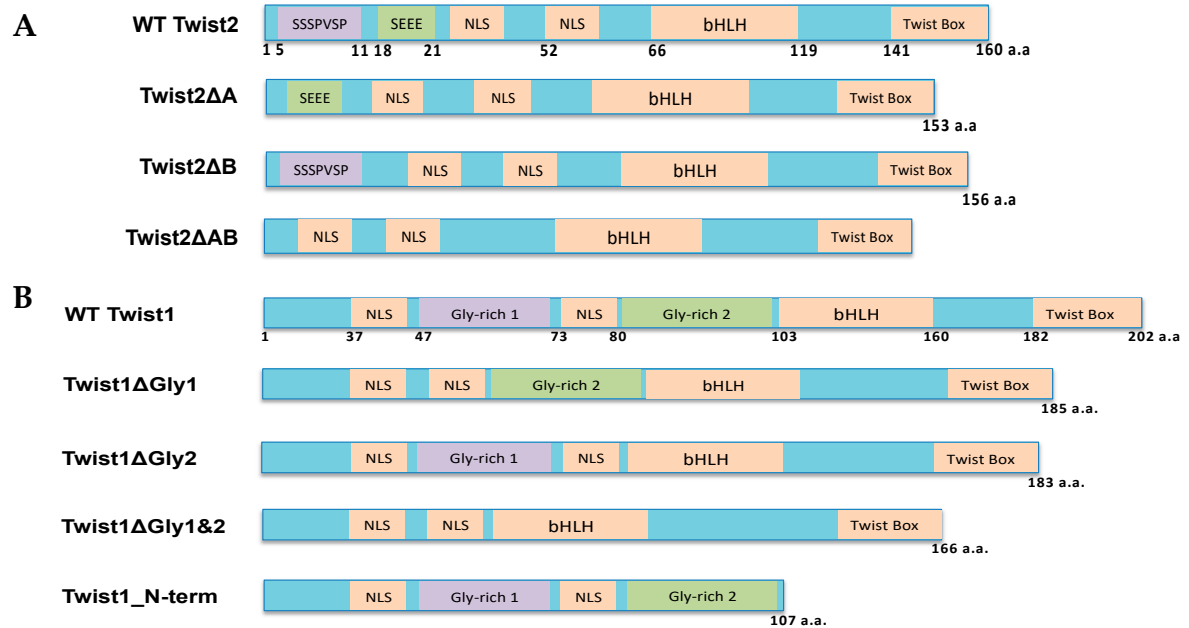 A
WT Twist2
SSSPVSP SEEE NLS NLS bHLH Twist Box
1 5 11 18 21 52 66 119 141 160 a.a
Twist2ΔA
SEEE NLS NLS bHLH Twist Box
153 a.a
Twist2ΔB
SSSPVSP NLS NLS bHLH Twist Box
156 a.a
Twist2ΔAB
NLS NLS bHLH Twist Box
B
WT Twist1
NLS Gly-rich 1 NLS Gly-rich 2 bHLH Twist Box
1 37 47 73 80 103 160 182 202 a.a
Twist1ΔGly1
NLS NLS Gly-rich 2 bHLH Twist Box
185 a.a.
Twist1ΔGly2
NLS Gly-rich 1 NLS bHLH Twist Box
183 a.a.
Twist1ΔGly1&2
NLS NLS bHLH Twist Box
166 a.a.
Twist1_N-term
NLS Gly-rich 1 NLS Gly-rich 2
107 a.a.